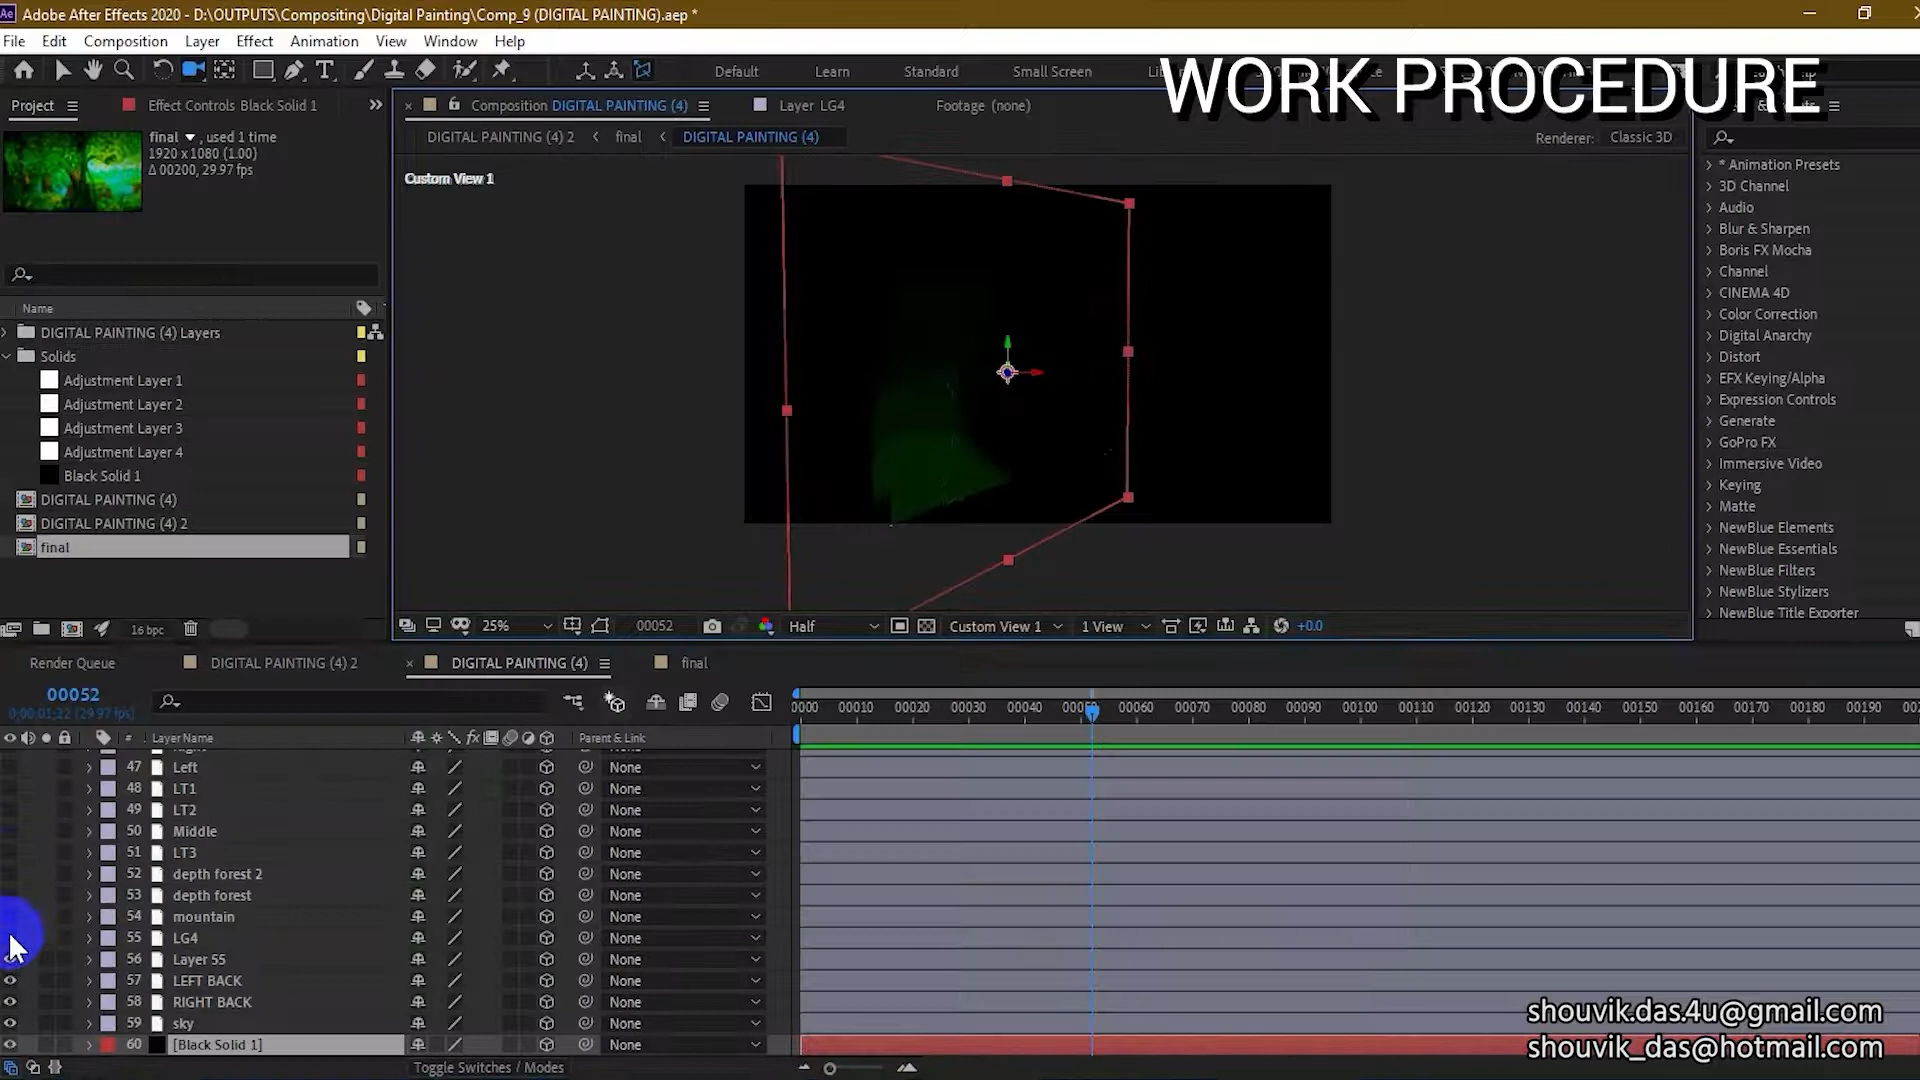 Adobe After Effects 2020 - D:\OUTPUTS\Compositing\Digital Painting\Comp_9 (DIGITAL PAINTING).aep *
File Edit Composition Layer Effect Animation View Window Help
Default Learn Standard Small Screen
WORK PROCEDURE
Project Effect Controls Black Solid 1
Composition DIGITAL PAINTING (4) Layer LG4 Footage (none)
final , used 1 time
1920 x 1080 (1.00)
Δ 00200, 29.97 fps
DIGITAL PAINTING (4) 2 final DIGITAL PAINTING (4)
Renderer: Classic 3D
Custom View 1
Name
DIGITAL PAINTING (4) Layers
Solids
Adjustment Layer 1
Adjustment Layer 2
Adjustment Layer 3
Adjustment Layer 4
Black Solid 1
DIGITAL PAINTING (4)
DIGITAL PAINTING (4) 2
final
16 bpc
* Animation Presets
3D Channel
Audio
Blur & Sharpen
Boris FX Mocha
Channel
CINEMA 4D
Color Correction
Digital Anarchy
Distort
EFX Keying/Alpha
Expression Controls
Generate
GoPro FX
Immersive Video
Keying
Matte
NewBlue Elements
NewBlue Essentials
NewBlue Filters
NewBlue Stylizers
NewBlue Title Exporter
25% 00052 Half Custom View 1 1 View +0.0
Render Queue DIGITAL PAINTING (4) 2 DIGITAL PAINTING (4) final
00052
0;00;01;22 (29.97 fps)
0000 00010 00020 00030 00040 00060 00070 00080 00090 00100 00110 00120 00130 00140 00150 00160 00170 00180 00190
# Layer Name Parent & Link
47 Left None
48 LT1 None
49 LT2 None
50 Middle None
51 LT3 None
52 depth forest 2 None
53 depth forest None
54 mountain None
55 LG4 None
56 Layer 55 None
57 LEFT BACK None
58 RIGHT BACK None
59 sky None
60 [Black Solid 1] None
Toggle Switches / Modes
shouvik.das.4u@gmail.com
shouvik_das@hotmail.com